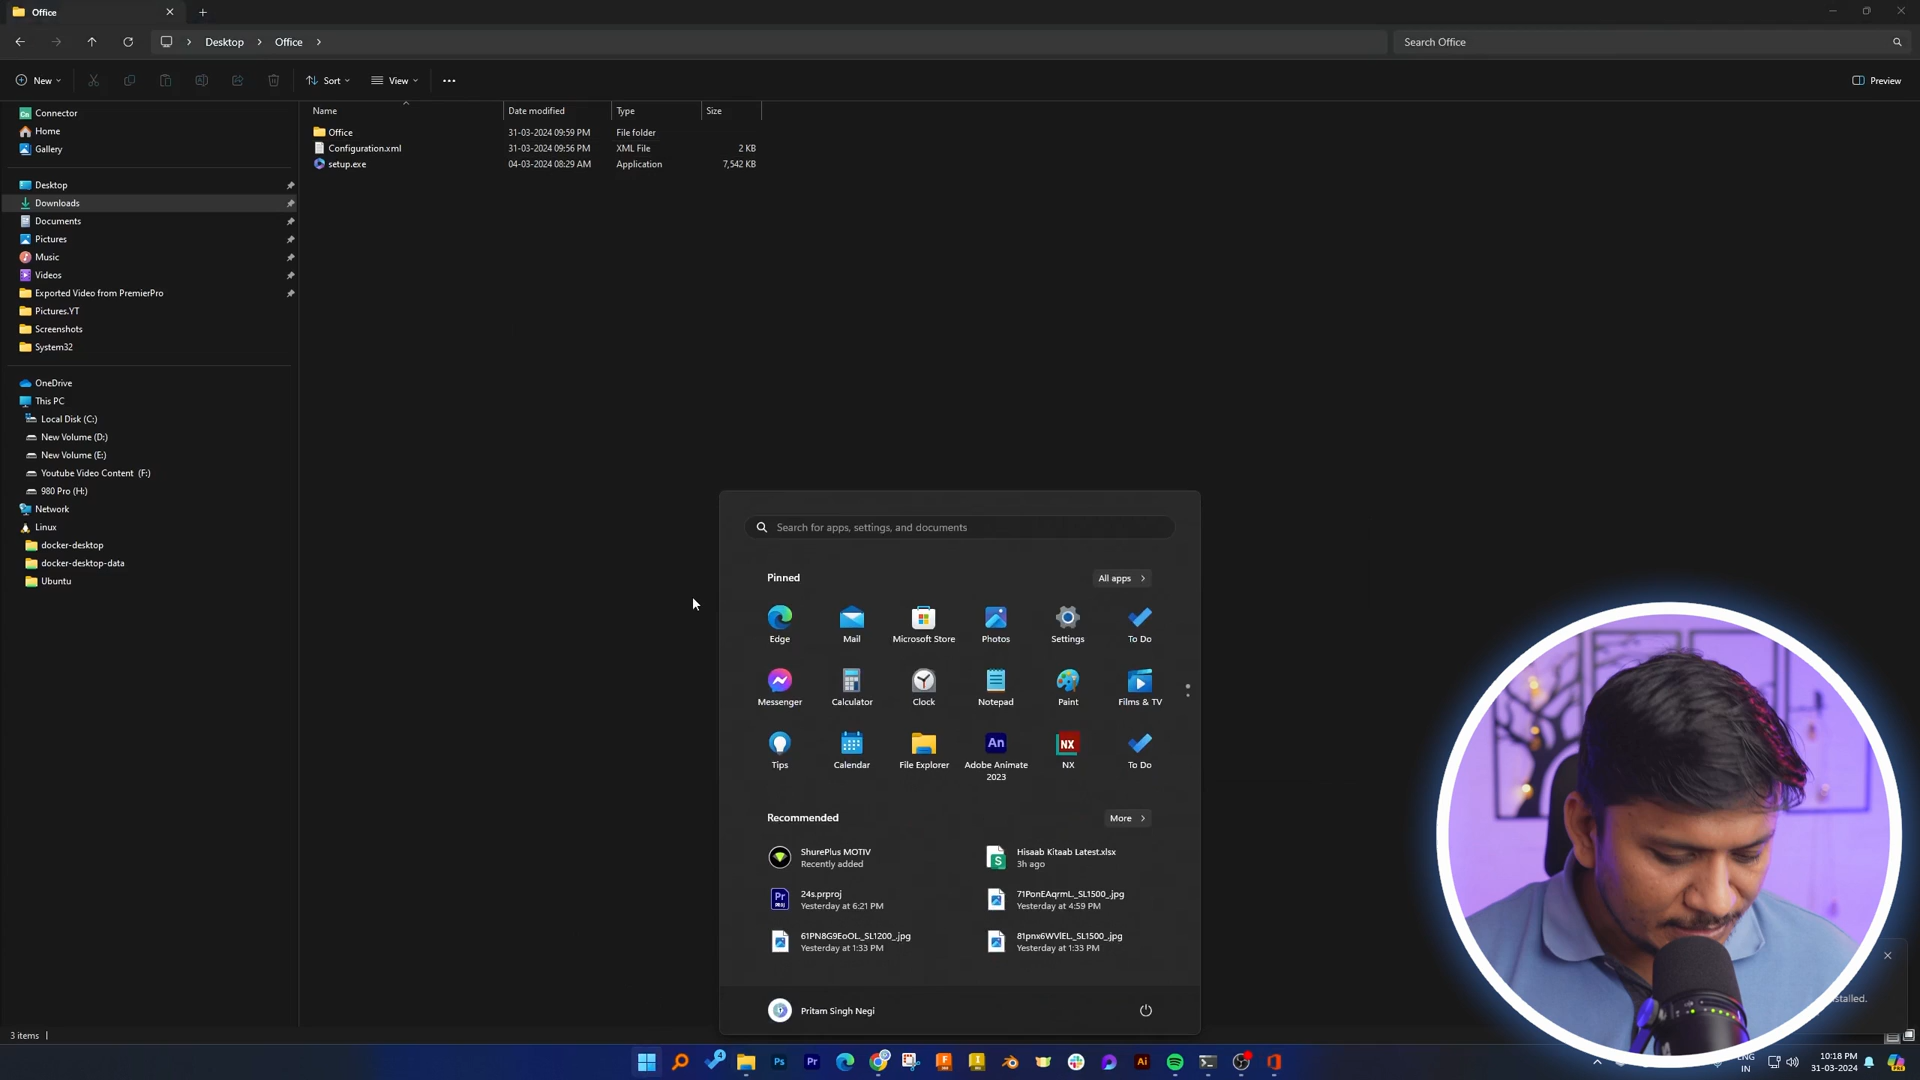 Office
Desktop > Office >
Search Office
New
Sort
View
Preview
Connector
Home
Gallery
Desktop
Downloads
Documents
Pictures
Music
Videos
Exported Video from PremierPro
Pictures.YT
Screenshots
System32
OneDrive
This PC
Local Disk (C:)
New Volume (D:)
New Volume (E:)
Youtube Video Content (F:)
980 Pro (H:)
Network
Linux
docker-desktop
docker-desktop-data
Ubuntu
Name Date modified Type Size
Office 31-03-2024 09:59 PM File folder
Configuration.xml 31-03-2024 09:56 PM XML File 2 KB
setup.exe 04-03-2024 08:29 AM Application 7,542 KB
Search for apps, settings, and documents
Pinned All apps >
Edge Mail Microsoft Store Photos Settings To Do
Messenger Calculator Clock Notepad Paint Films & TV
Tips Calendar File Explorer Adobe Animate 2023 NX To Do
Recommended More >
ShurePlus MOTIV
Recently added
Hisaab Kitaab Latest.xlsx
3h ago
24s.prproj
Yesterday at 6:21 PM
71PonEAqrmL._SL1500_.jpg
Yesterday at 4:59 PM
61PN8G9EoOL._SL1200_.jpg
Yesterday at 1:33 PM
81pnx6WVlEL._SL1500_.jpg
Yesterday at 1:33 PM
Pritam Singh Negi
3 items
ENG
IN
10:18 PM
31-03-2024